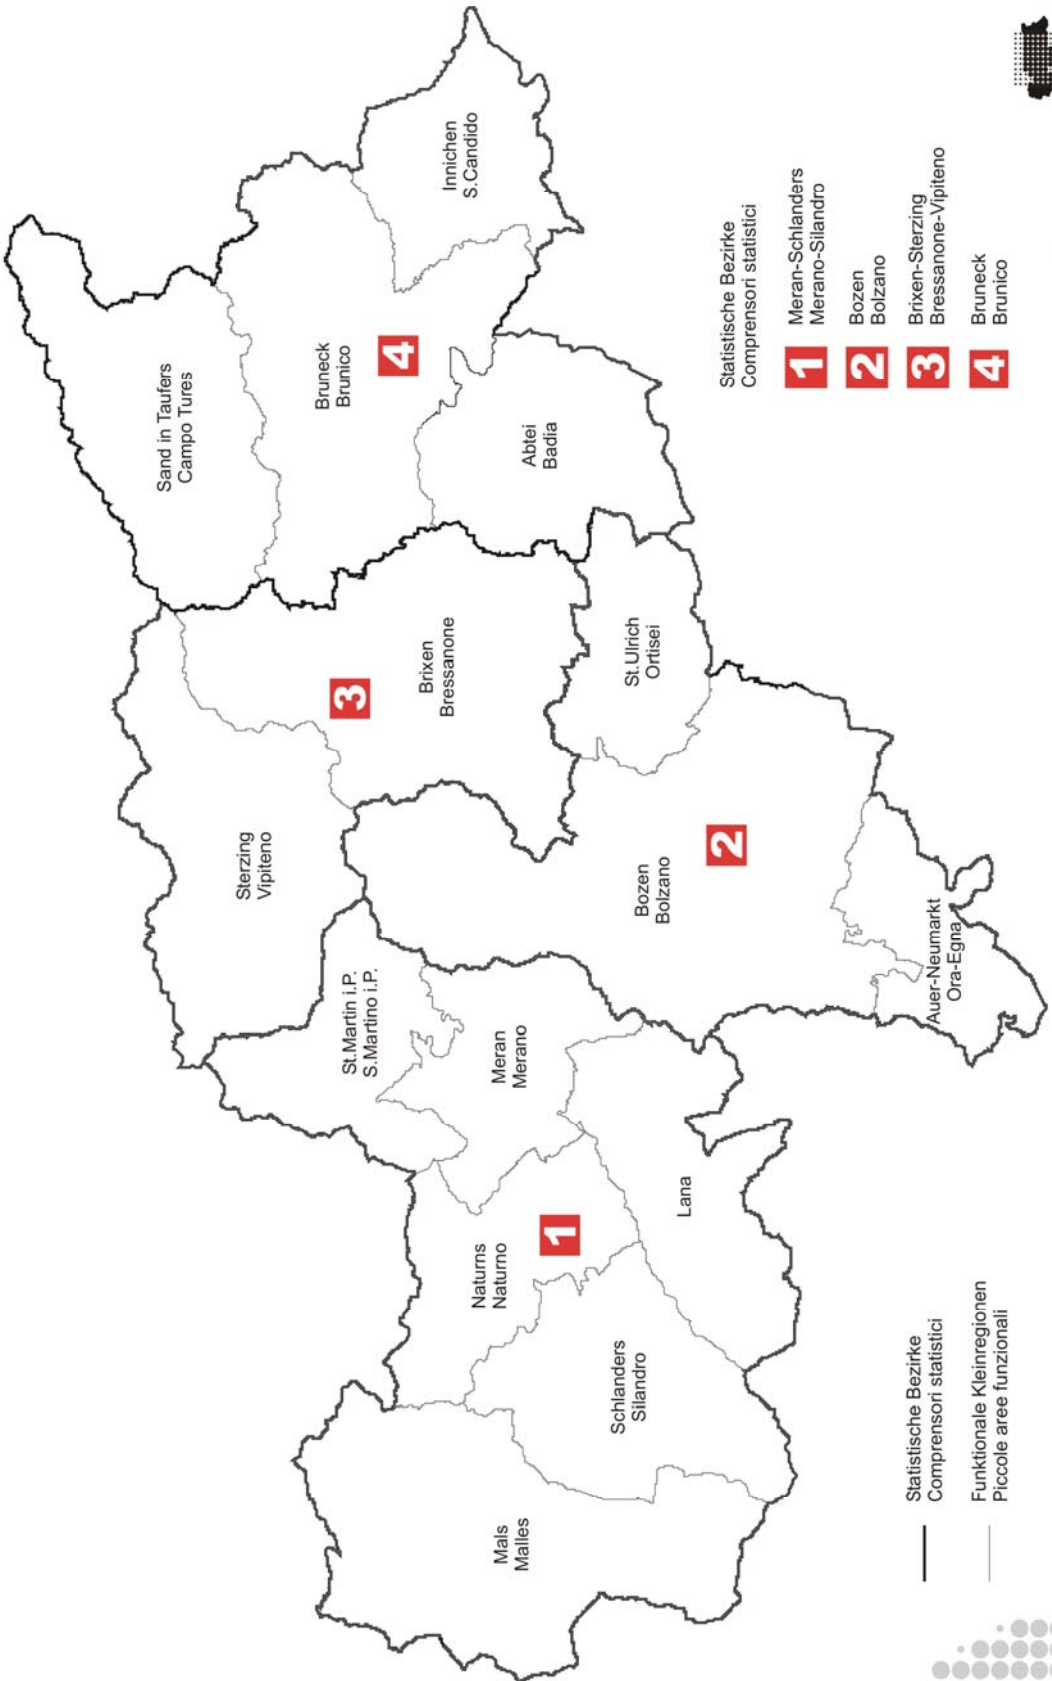 Sand in Taufers
Campo Tures
Innichen
S.Candido
Bruneck
Brunico
4
Abtei
Badia
Sterzing
Vipiteno
3
Brixen
Bressanone
St.Ulrich
Ortisei
St.Martin i.P.
S.Martino i.P.
Meran
Merano
Bozen
Bolzano
2
Auer-Neumarkt
Ora-Egna
Mals
Malles
Naturns
Naturno
1
Schlanders
Silandro
Lana
Statistische Bezirke
Comprensori statistici
Funktionale Kleinregionen
Piccole aree funzionali
Statistische Bezirke
Comprensori statistici
1
Meran-Schlanders
Merano-Silandro
2
Bozen
Bolzano
3
Brixen-Sterzing
Bressanone-Vipiteno
4
Bruneck
Brunico